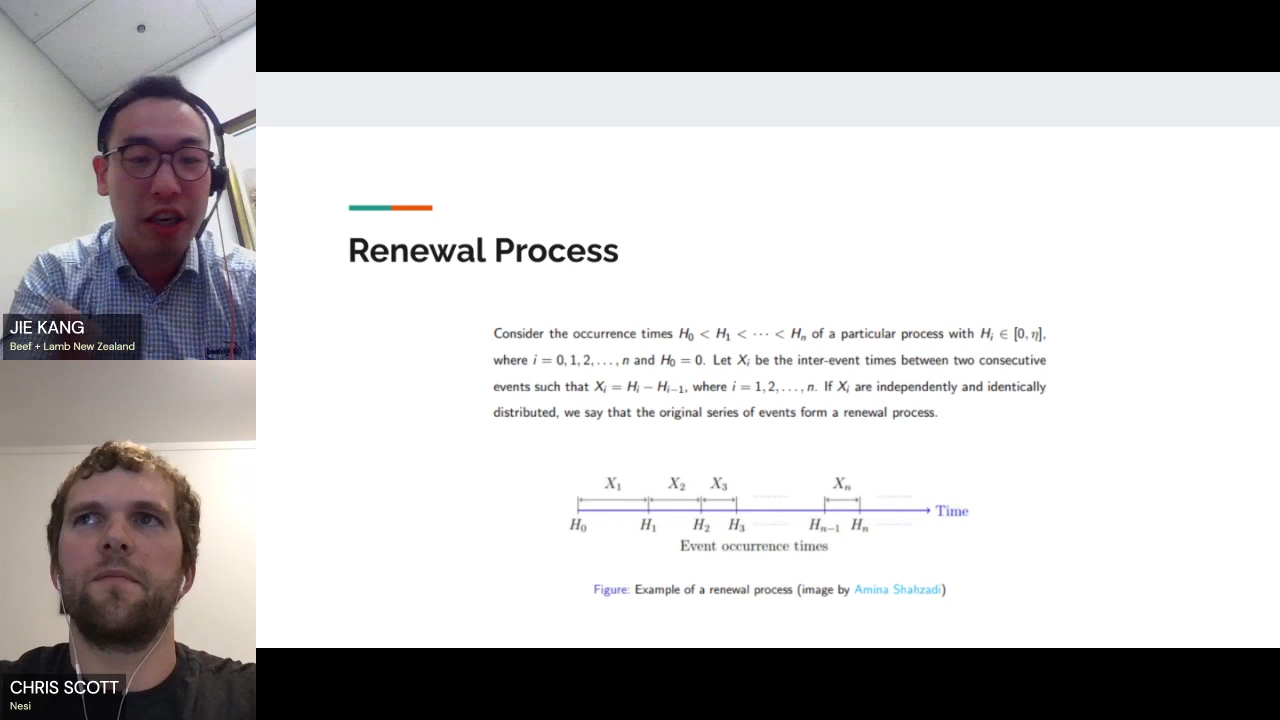 JIE KANG
Beef + Lamb New Zealand
CHRIS SCOTT
Nesi
Renewal Process
Consider the occurrence times H₀ < H₁ < ⋯ < Hₙ of a particular process with Hᵢ ∈ [0, η],
where i = 0, 1, 2, . . . , n and H₀ = 0. Let Xᵢ be the inter-event times between two consecutive
events such that Xᵢ = Hᵢ − Hᵢ₋₁, where i = 1, 2, . . . , n. If Xᵢ are independently and identically
distributed, we say that the original series of events form a renewal process.
X₁ X₂ X₃ Xₙ
Time
H₀ H₁ H₂ H₃ Hₙ₋₁ Hₙ
Event occurrence times
Figure: Example of a renewal process (image by Amina Shahzadi)